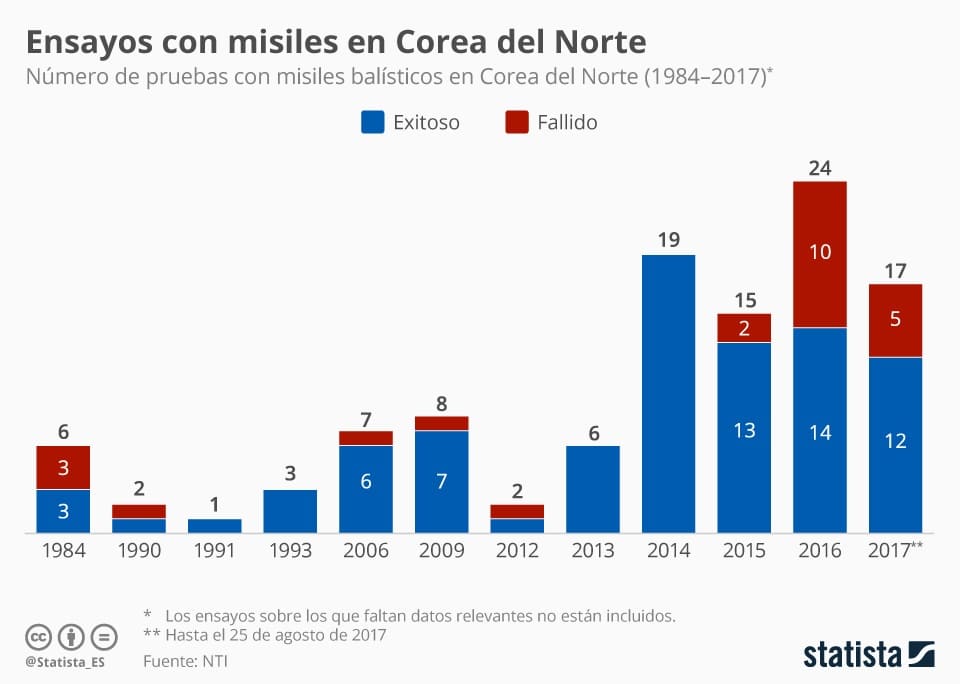 Ensayos con misiles en Corea del Norte
Número de pruebas con misiles balísticos en Corea del Norte (1984–2017)*
Exitoso Fallido
24
10
19
17
5
15
2
14
13
12
8
7
7
6
6
6
3
3
3
2
2
1
1984 1990 1991 1993 2006 2009 2012 2013 2014 2015 2016 2017**
* Los ensayos sobre los que faltan datos relevantes no están incluidos.
** Hasta el 25 de agosto de 2017
@Statista_ES
Fuente: NTI
cc
statista